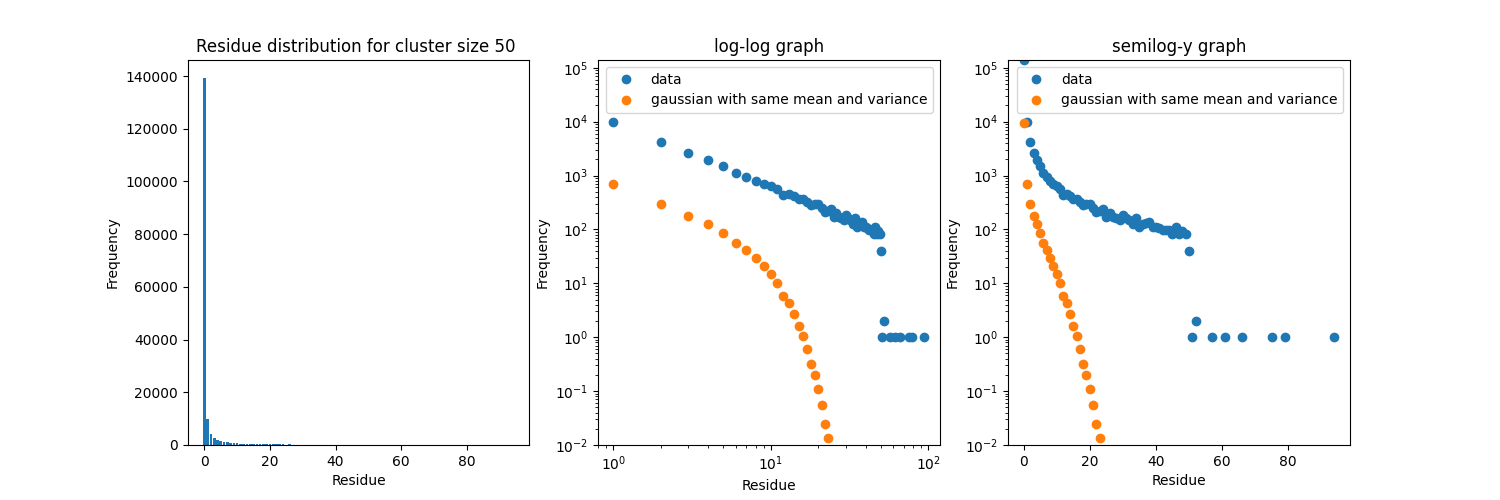 Residue distribution for cluster size 50
140000
120000
100000
80000
60000
40000
20000
0
Frequency
0 20 40 60 80
Residue
log-log graph
data
gaussian with same mean and variance
10^5
10^4
10^3
10^2
10^1
10^0
10^-1
10^-2
Frequency
10^0 10^1 10^2
Residue
semilog-y graph
data
gaussian with same mean and variance
10^5
10^4
10^3
10^2
10^1
10^0
10^-1
10^-2
Frequency
0 20 40 60 80
Residue